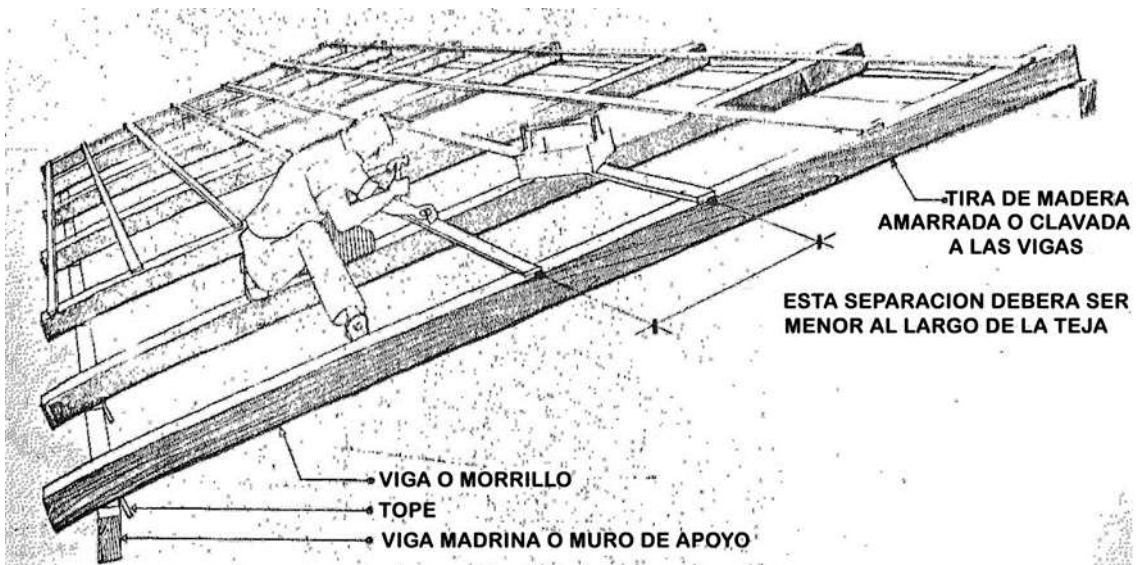 TIRA DE MADERA
AMARRADA O CLAVADA
A LAS VIGAS
ESTA SEPARACION DEBERA SER
MENOR AL LARGO DE LA TEJA
VIGA O MORRILLO
TOPE
VIGA MADRINA O MURO DE APOYO